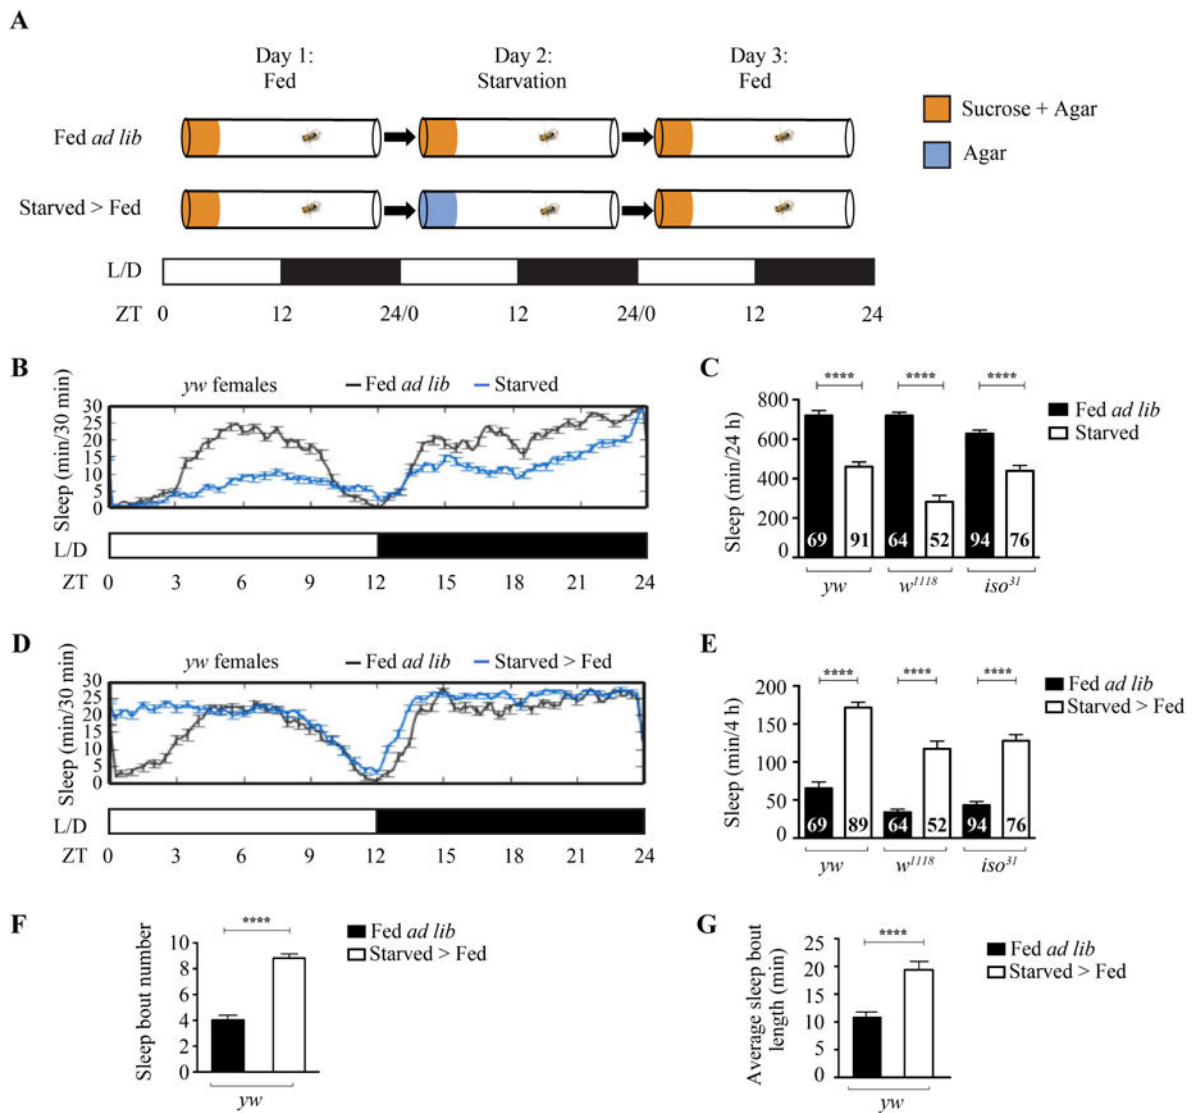 A
Day 1:
Fed
Day 2:
Starvation
Day 3:
Fed
Fed ad lib
Starved > Fed
Sucrose + Agar
Agar
L/D
ZT 0 12 24/0 12 24/0 12 24
B
yw females
Fed ad lib
Starved
Sleep (min/30 min)
30
25
20
15
10
5
0
L/D
ZT 0 3 6 9 12 15 18 21 24
C
Sleep (min/24 h)
800
600
400
200
0
**** **** ****
Fed ad lib
Starved
69 91 64 52 94 76
yw w1118 iso31
D
yw females
Fed ad lib
Starved > Fed
Sleep (min/30 min)
30
25
20
15
10
5
0
L/D
ZT 0 3 6 9 12 15 18 21 24
E
Sleep (min/4 h)
200
150
100
50
0
**** **** ****
Fed ad lib
Starved > Fed
69 89 64 52 94 76
yw w1118 iso31
F
Sleep bout number
10
8
6
4
2
0
****
Fed ad lib
Starved > Fed
yw
G
Average sleep bout
length (min)
25
20
15
10
5
0
****
Fed ad lib
Starved > Fed
yw